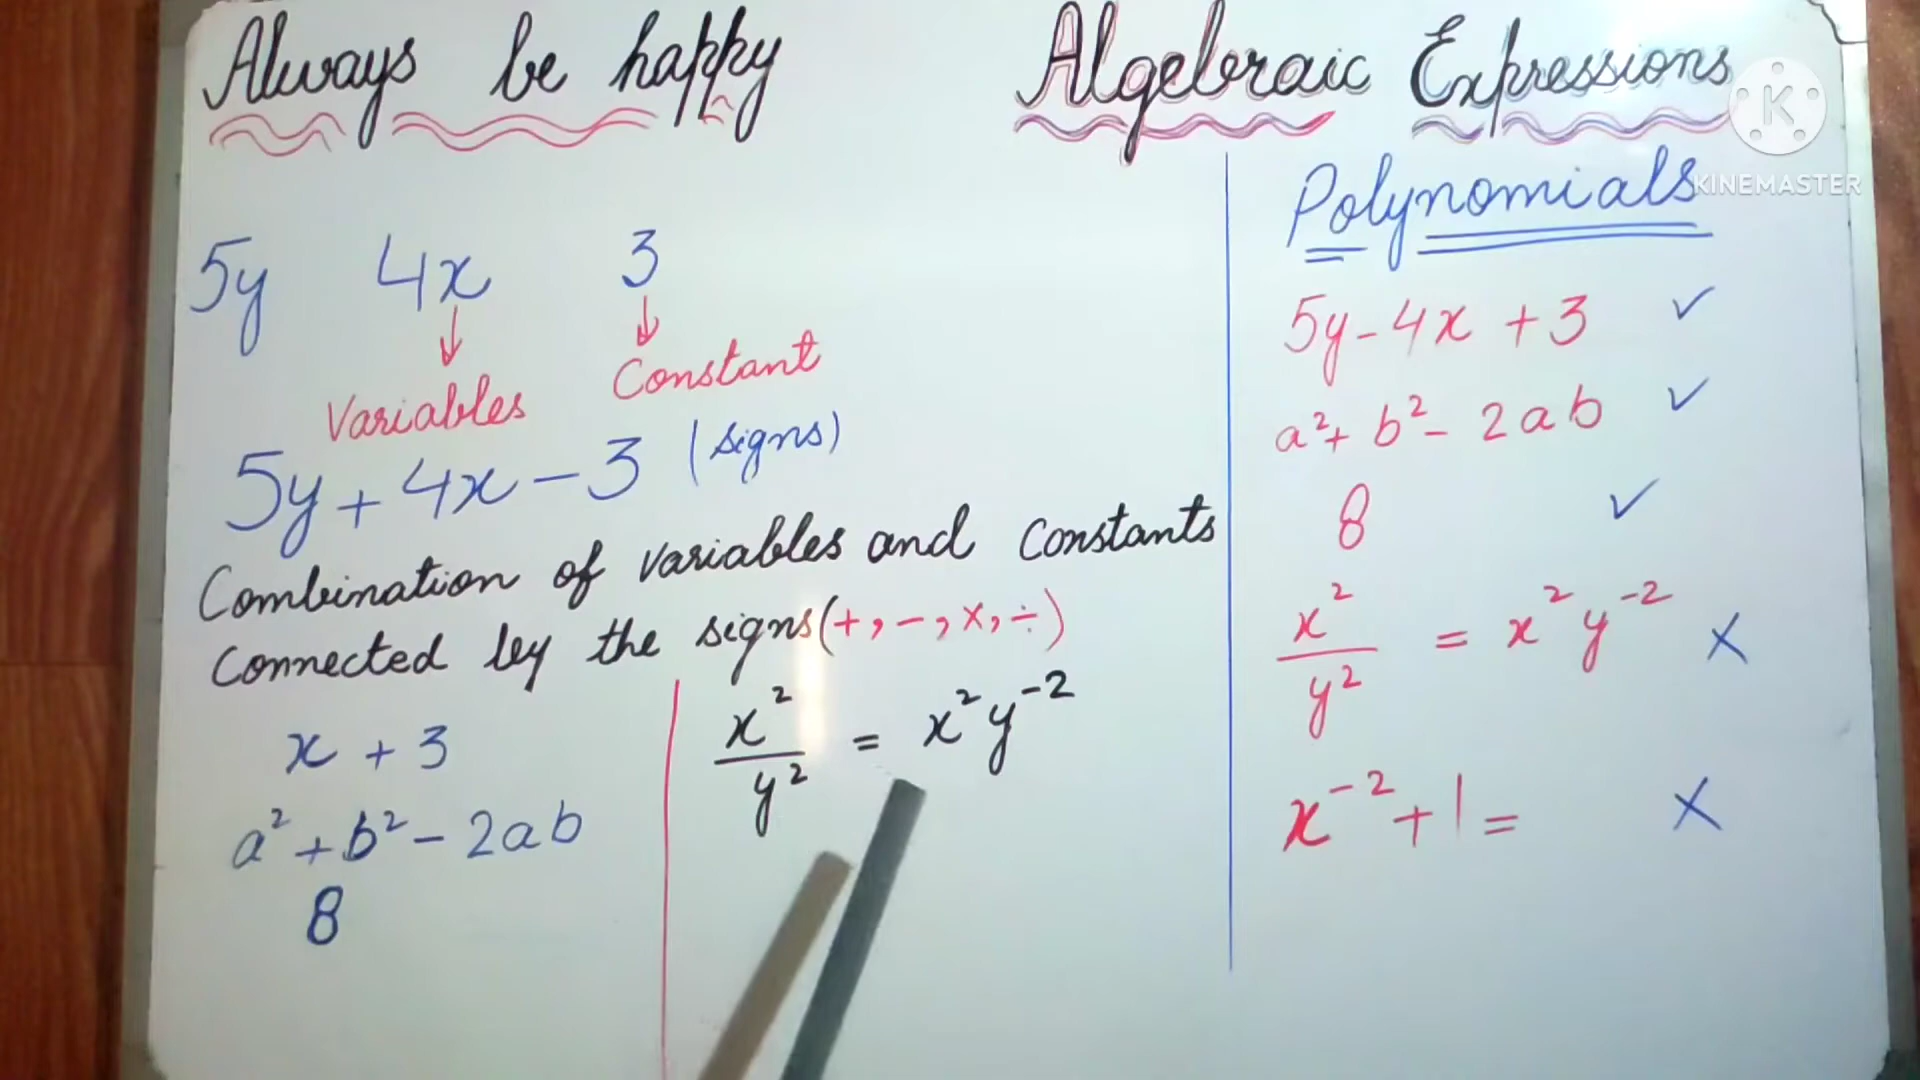 Always be happy
Algebraic Expressions
5y 4x 3
Variables
Constant
5y + 4x - 3 (signs)
Combination of variables and constants
connected by the signs (+, -, ×, ÷)
x + 3
a² + b² - 2ab
8
x²/y² = x²y⁻²
Polynomials
5y - 4x + 3 ✓
a² + b² - 2ab ✓
8 ✓
x²/y² = x²y⁻² ×
x⁻² + 1 = ×
K
KINEMASTER